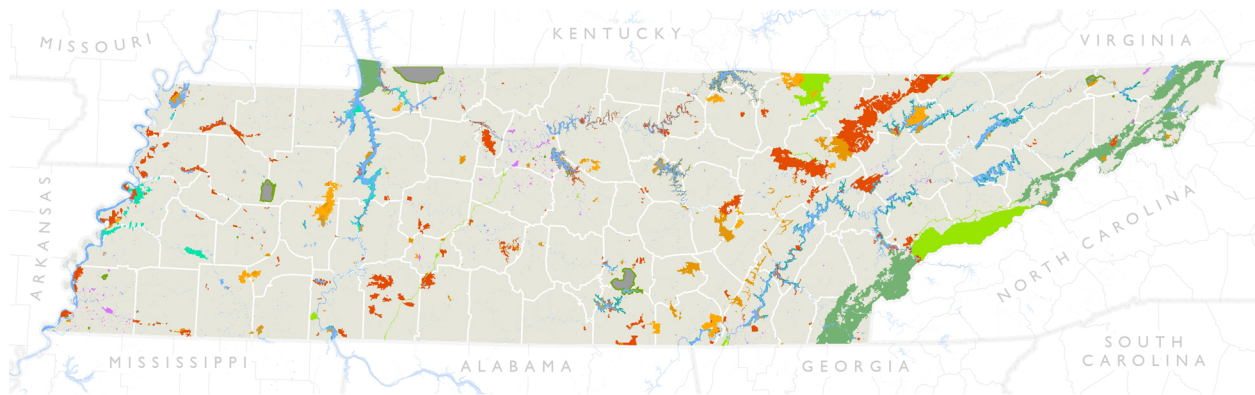 MISSOURI
KENTUCKY
VIRGINIA
ARKANSAS
NORTH CAROLINA
MISSISSIPPI
ALABAMA
GEORGIA
SOUTH
CAROLINA